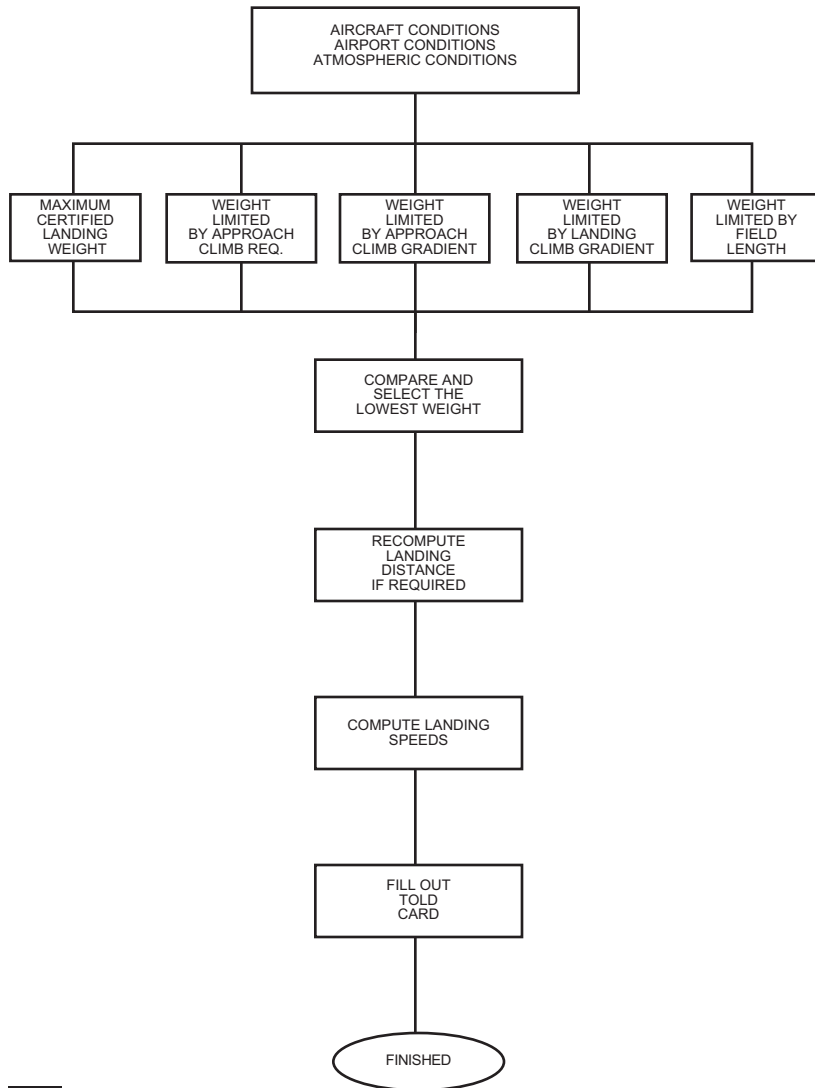 AIRCRAFT CONDITIONS
AIRPORT CONDITIONS
ATMOSPHERIC CONDITIONS
MAXIMUM
CERTIFIED
LANDING
WEIGHT
WEIGHT
LIMITED
BY APPROACH
CLIMB REQ.
WEIGHT
LIMITED
BY APPROACH
CLIMB GRADIENT
WEIGHT
LIMITED
BY LANDING
CLIMB GRADIENT
WEIGHT
LIMITED BY
FIELD
LENGTH
COMPARE AND
SELECT THE
LOWEST WEIGHT
RECOMPUTE
LANDING
DISTANCE
IF REQUIRED
COMPUTE LANDING
SPEEDS
FILL OUT
TOLD
CARD
FINISHED